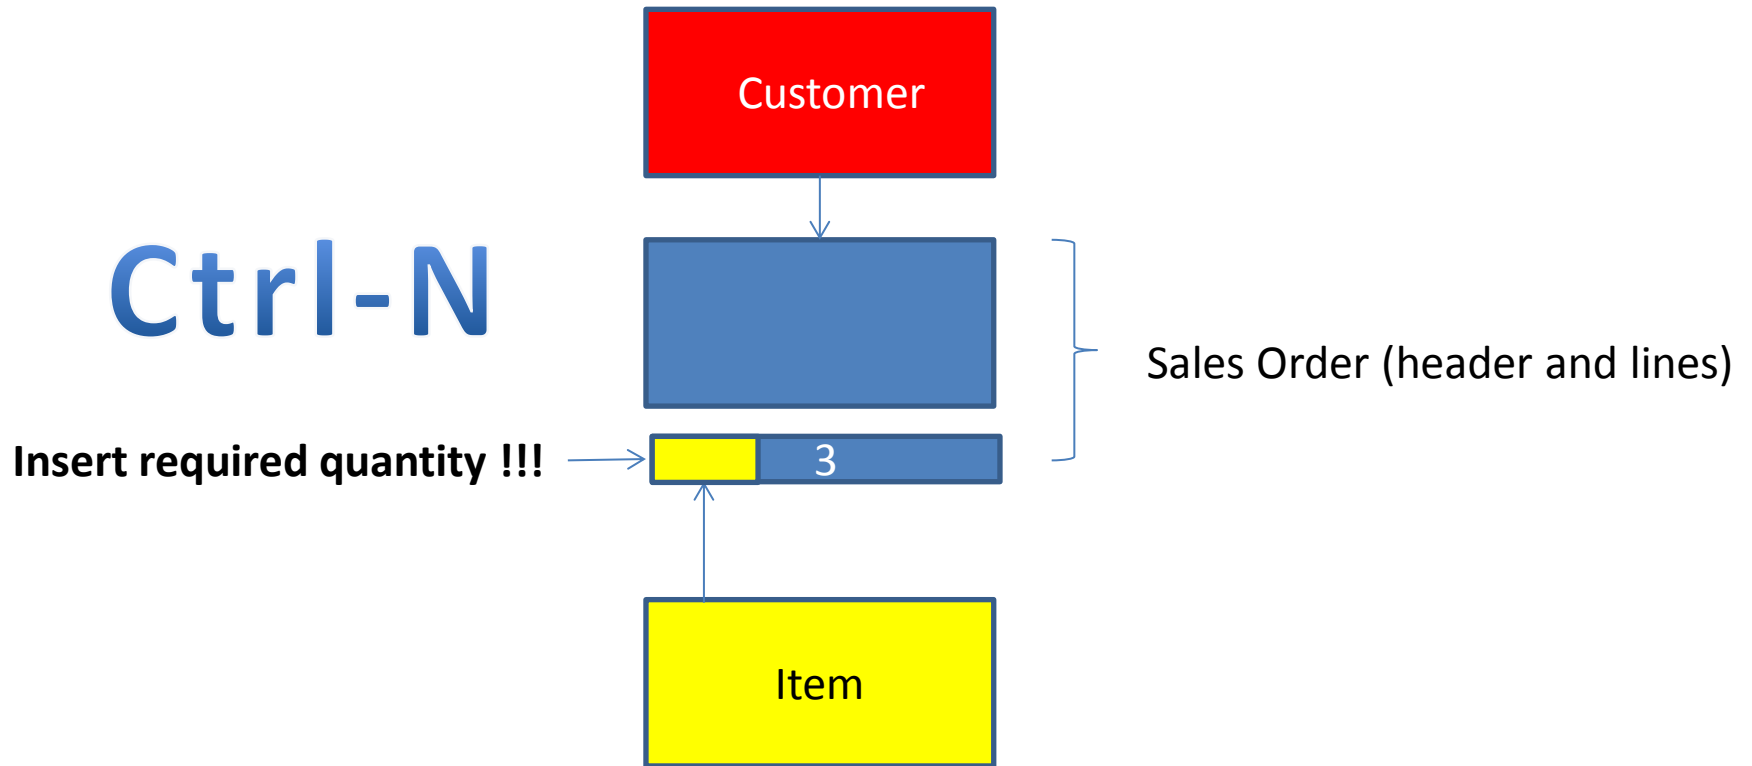 Customer
Ctrl-N
Sales Order (header and lines)
Insert required quantity !!!
3
Item